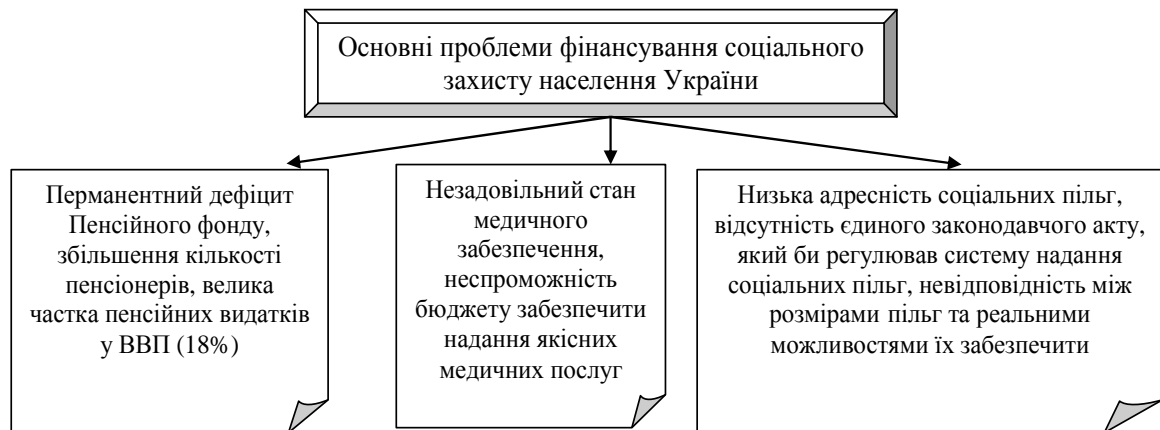 Основні проблеми фінансування соціального
захисту населення України
Перманентний дефіцит
Пенсійного фонду,
збільшення кількості
пенсіонерів, велика
частка пенсійних видатків
у ВВП (18%)
Незадовільний стан
медичного
забезпечення,
неспроможність
бюджету забезпечити
надання якісних
медичних послуг
Низька адресність соціальних пільг,
відсутність єдиного законодавчого акту,
який би регулював систему надання
соціальних пільг, невідповідність між
розмірами пільг та реальними
можливостями їх забезпечити